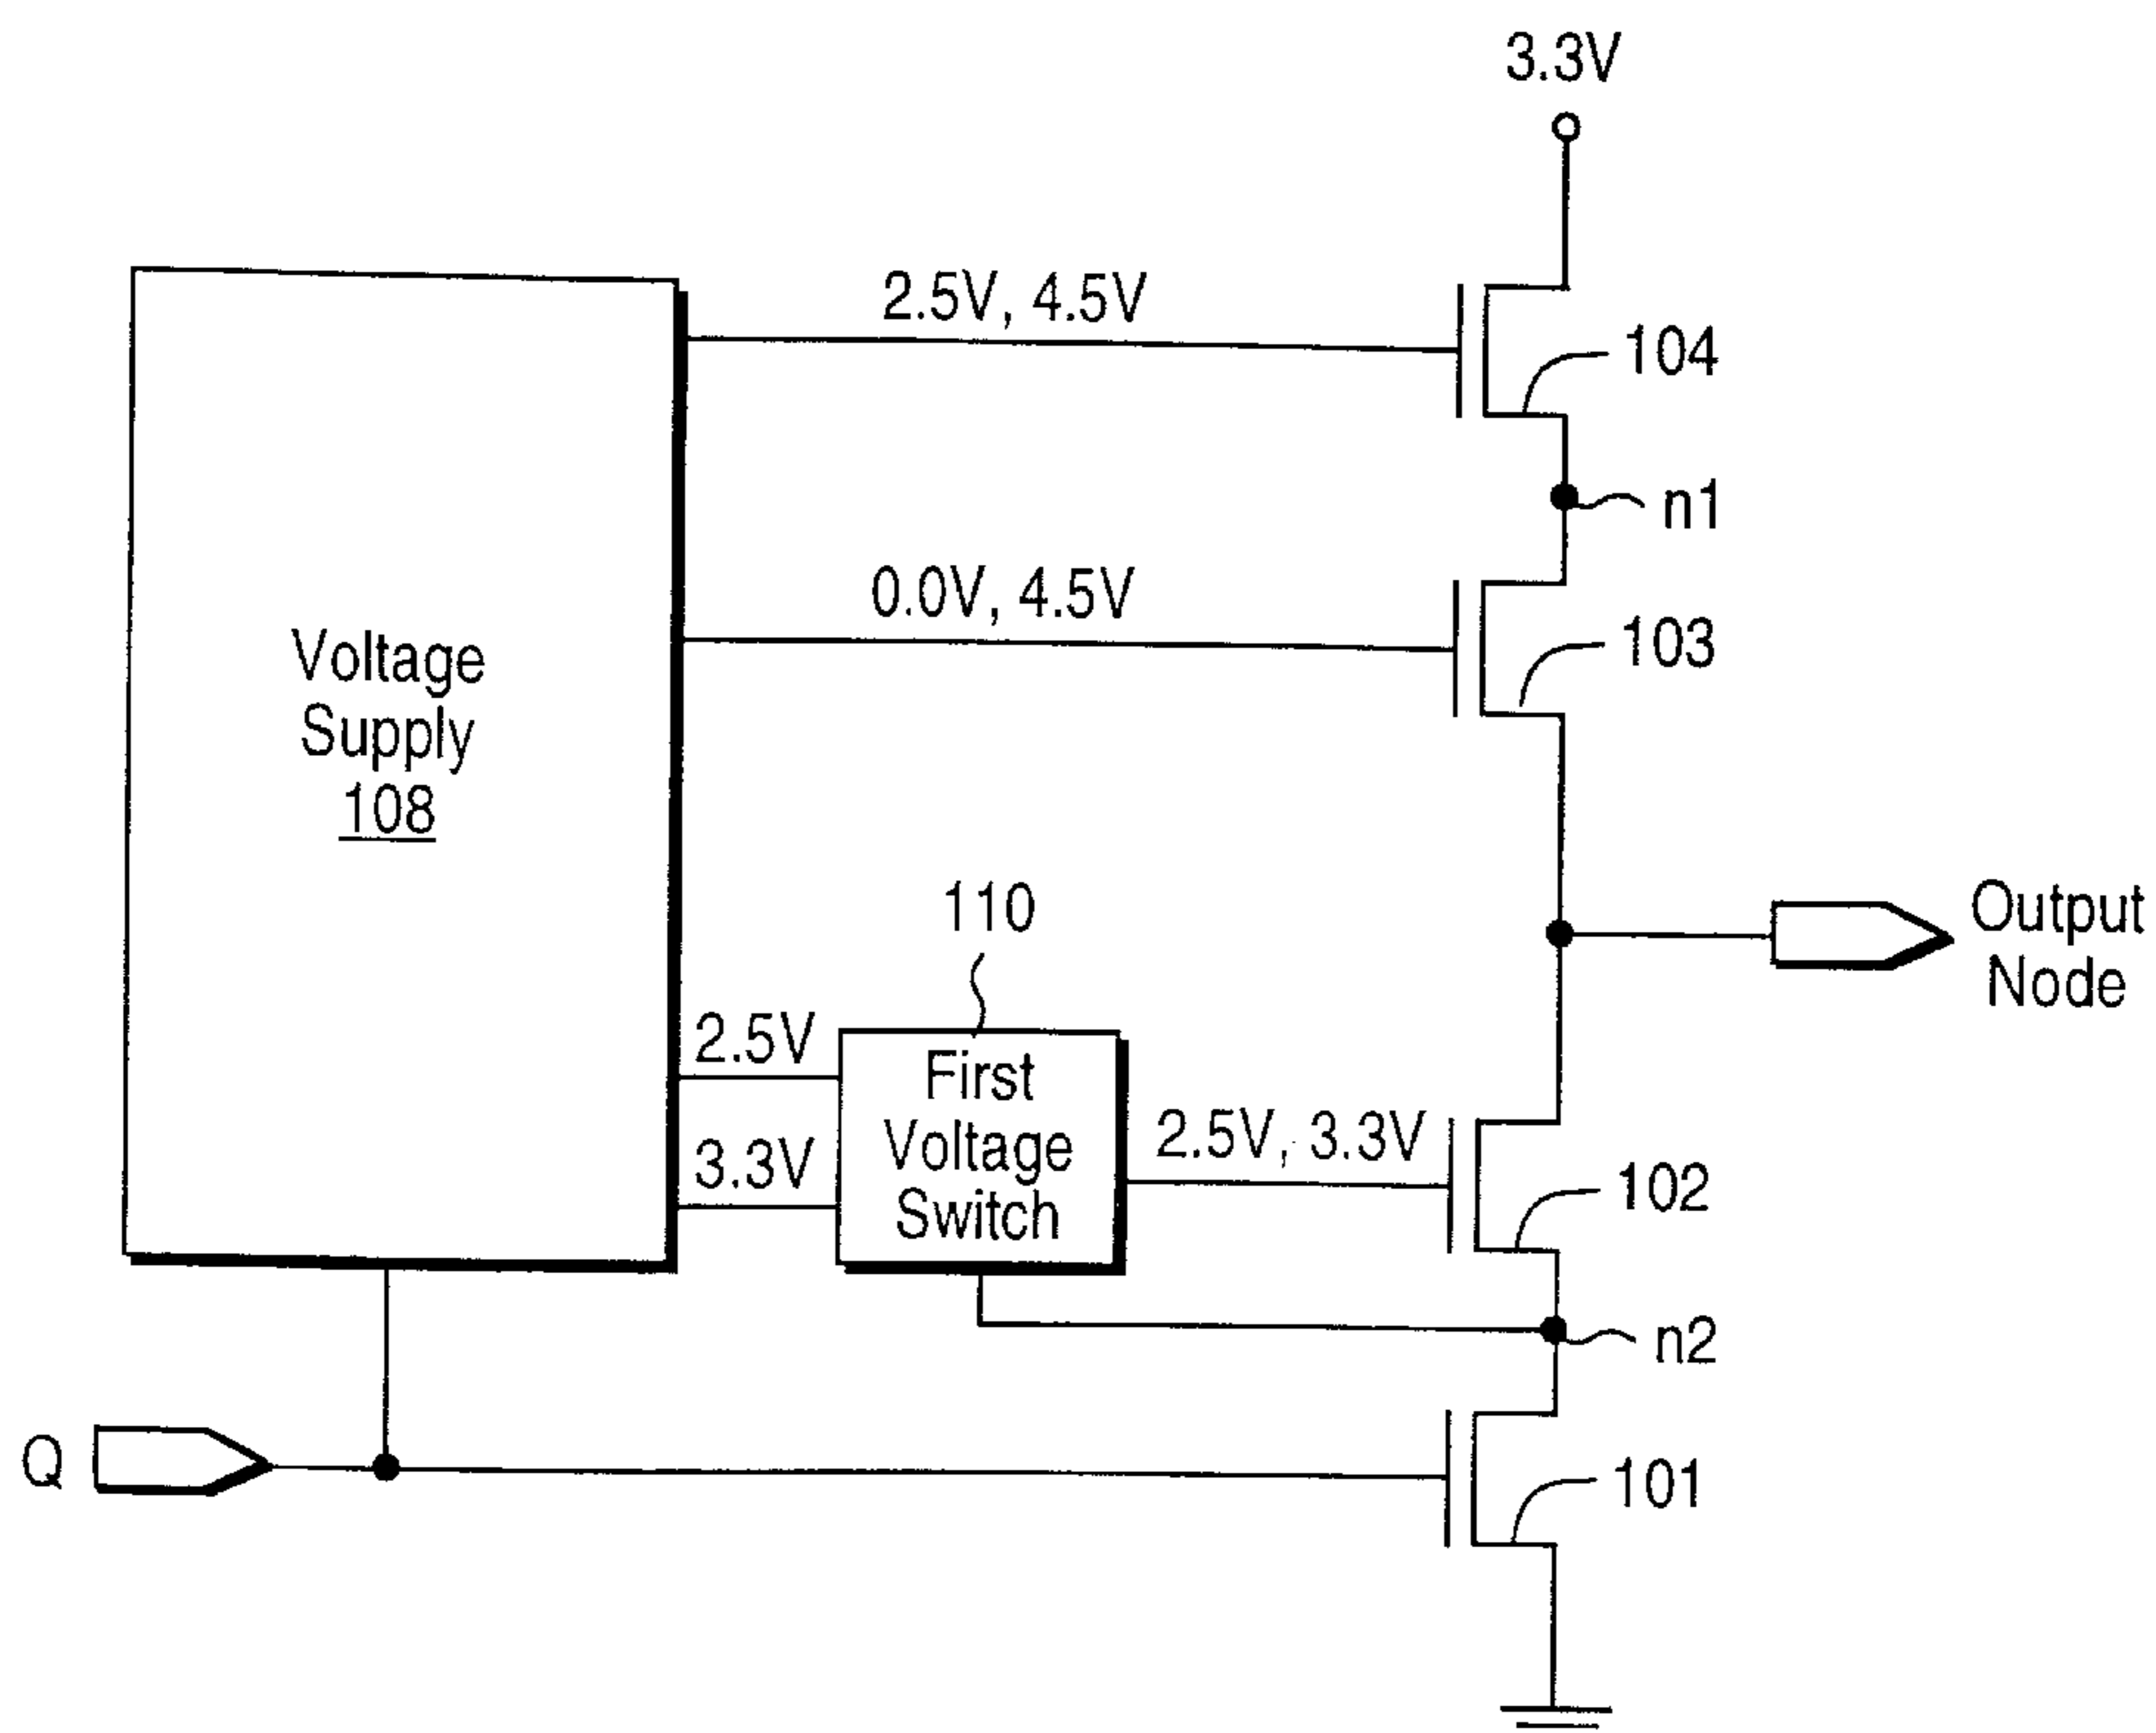 3.3V
2.5V, 4.5V
104
n1
0.0V, 4.5V
103
Voltage
Supply
108
110
Output
Node
2.5V
First
Voltage
Switch
2.5V, 3.3V
3.3V
102
n2
Q
101